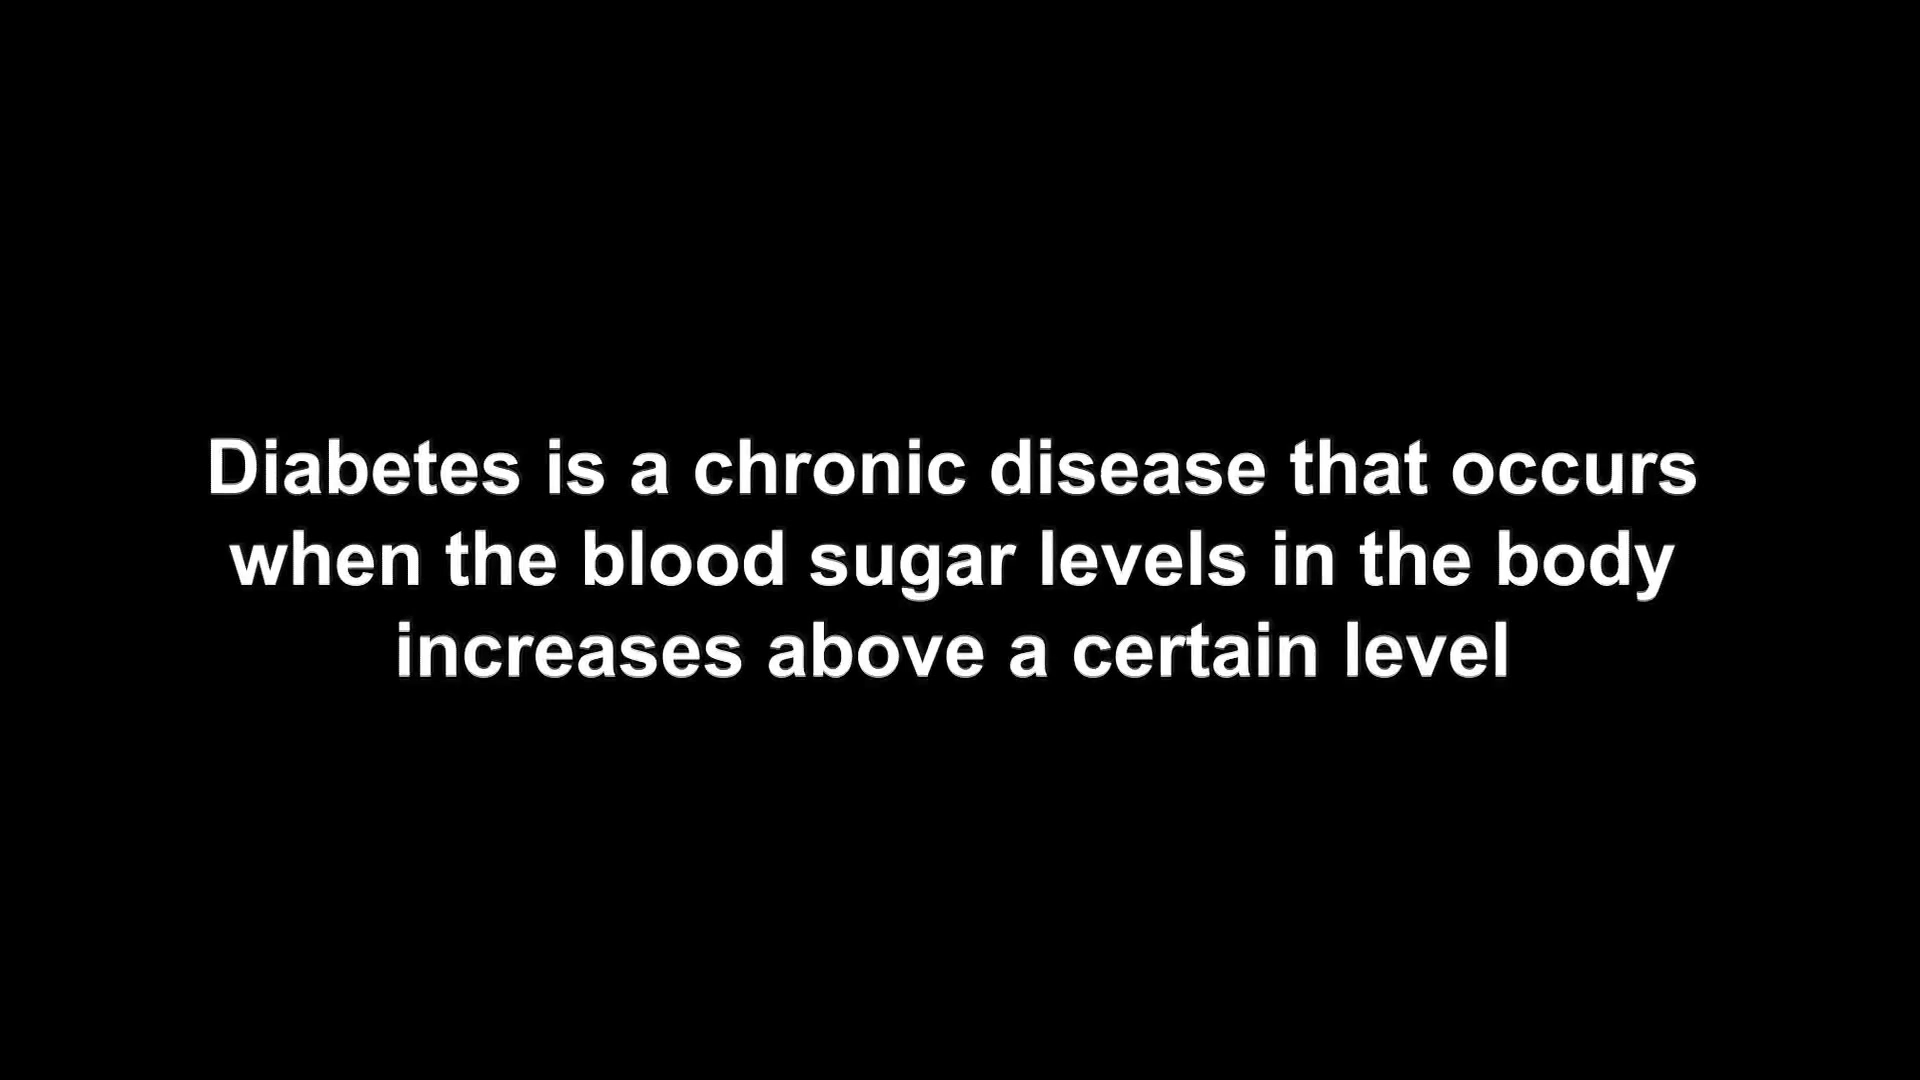 Diabetes is a chronic disease that occurs
when the blood sugar levels in the body
increases above a certain level